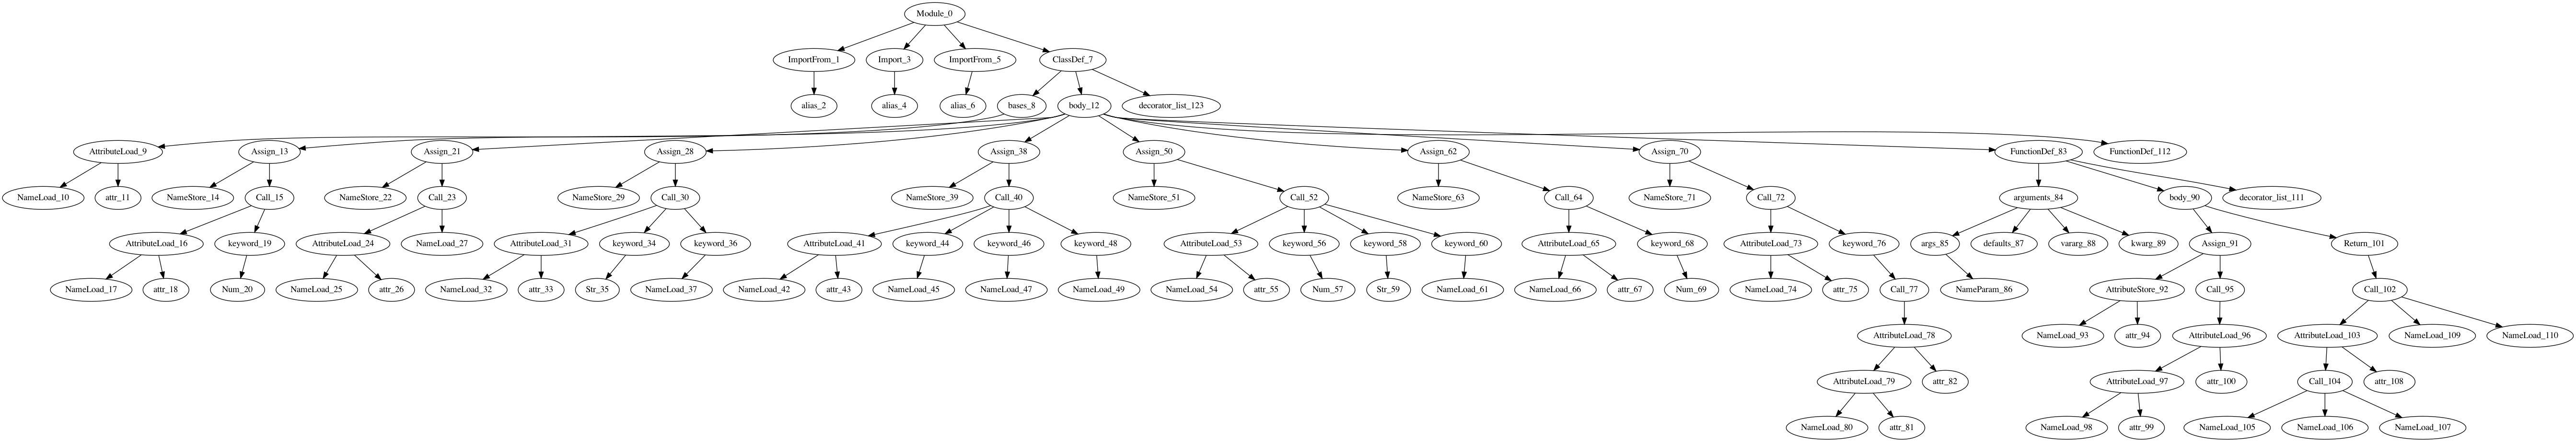 Module_0
ImportFrom_1 Import_3 ImportFrom_5 ClassDef_7
alias_2 alias_4 alias_6 bases_8 body_12 decorator_list_123
AttributeLoad_9 Assign_13 Assign_21 Assign_28 Assign_38 Assign_50 Assign_62 Assign_70 FunctionDef_83 FunctionDef_112
NameLoad_10 attr_11 NameStore_14 Call_15 NameStore_22 Call_23 NameStore_29 Call_30 NameStore_39 Call_40 NameStore_51 Call_52 NameStore_63 Call_64 NameStore_71 Call_72 arguments_84 body_90 decorator_list_111
AttributeLoad_16 keyword_19 AttributeLoad_24 NameLoad_27 AttributeLoad_31 keyword_34 keyword_36 AttributeLoad_41 keyword_44 keyword_46 keyword_48 AttributeLoad_53 keyword_56 keyword_58 keyword_60 AttributeLoad_65 keyword_68 AttributeLoad_73 keyword_76 args_85 defaults_87 vararg_88 kwarg_89 Assign_91 Return_101
NameLoad_17 attr_18 Num_20 NameLoad_25 attr_26 NameLoad_32 attr_33 Str_35 NameLoad_37 NameLoad_42 attr_43 NameLoad_45 NameLoad_47 NameLoad_49 NameLoad_54 attr_55 Num_57 Str_59 NameLoad_61 NameLoad_66 attr_67 Num_69 NameLoad_74 attr_75 Call_77 NameParam_86 AttributeStore_92 Call_95 Call_102
AttributeLoad_78 NameLoad_93 attr_94 AttributeLoad_96 AttributeLoad_103 NameLoad_109 NameLoad_110
AttributeLoad_79 attr_82 AttributeLoad_97 attr_100 Call_104 attr_108
NameLoad_80 attr_81 NameLoad_98 attr_99 NameLoad_105 NameLoad_106 NameLoad_107